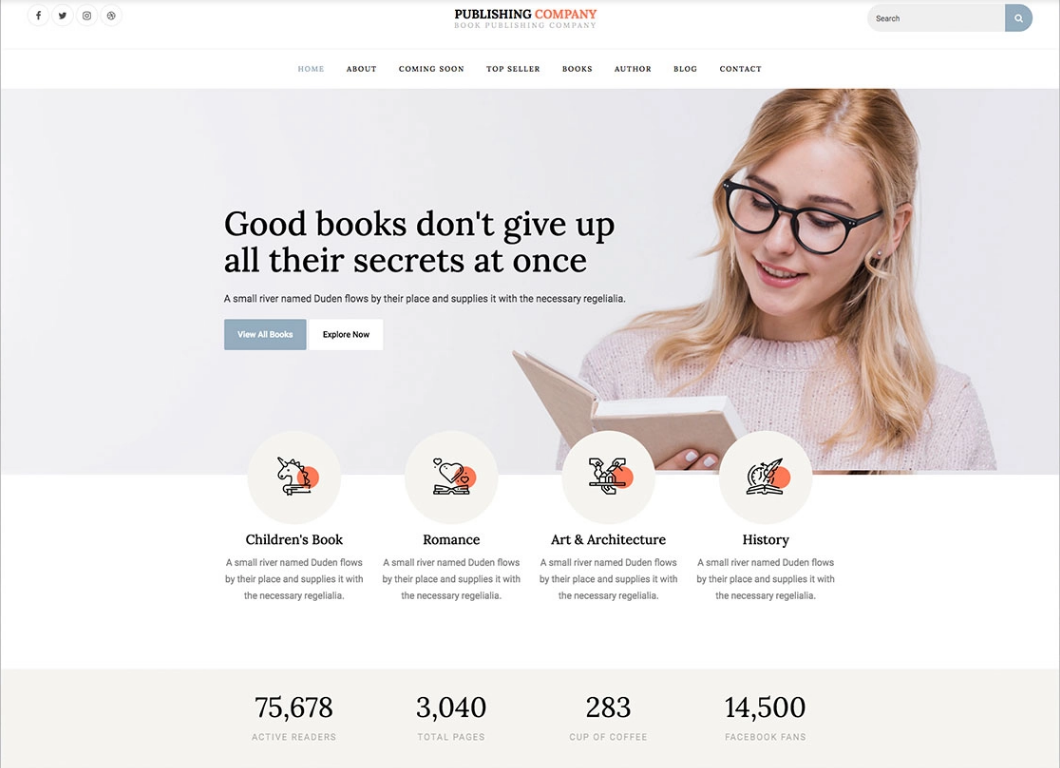 PUBLISHING COMPANY
BOOK PUBLISHING COMPANY
Search
HOME ABOUT COMING SOON TOP SELLER BOOKS AUTHOR BLOG CONTACT
Good books don't give up
all their secrets at once
A small river named Duden flows by their place and supplies it with the necessary regelialia.
View All Books
Explore Now
Children's Book
A small river named Duden flows
by their place and supplies it with
the necessary regelialia.
Romance
A small river named Duden flows
by their place and supplies it with
the necessary regelialia.
Art & Architecture
A small river named Duden flows
by their place and supplies it with
the necessary regelialia.
History
A small river named Duden flows
by their place and supplies it with
the necessary regelialia.
75,678
ACTIVE READERS
3,040
TOTAL PAGES
283
CUP OF COFFEE
14,500
FACEBOOK FANS